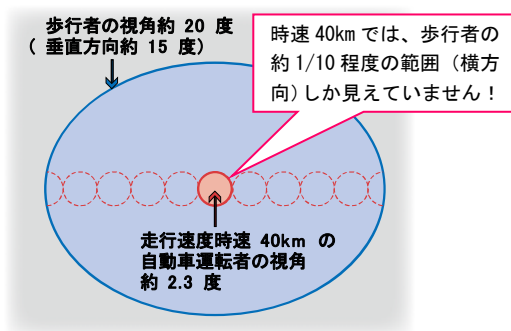 歩行者の視角約 20 度
（ 垂直方向約 15 度）
時速 40km では、歩行者の
約 1/10 程度の範囲（横方
向）しか見えていません！
走行速度時速 40km の
自動車運転者の視角
約 2.3 度